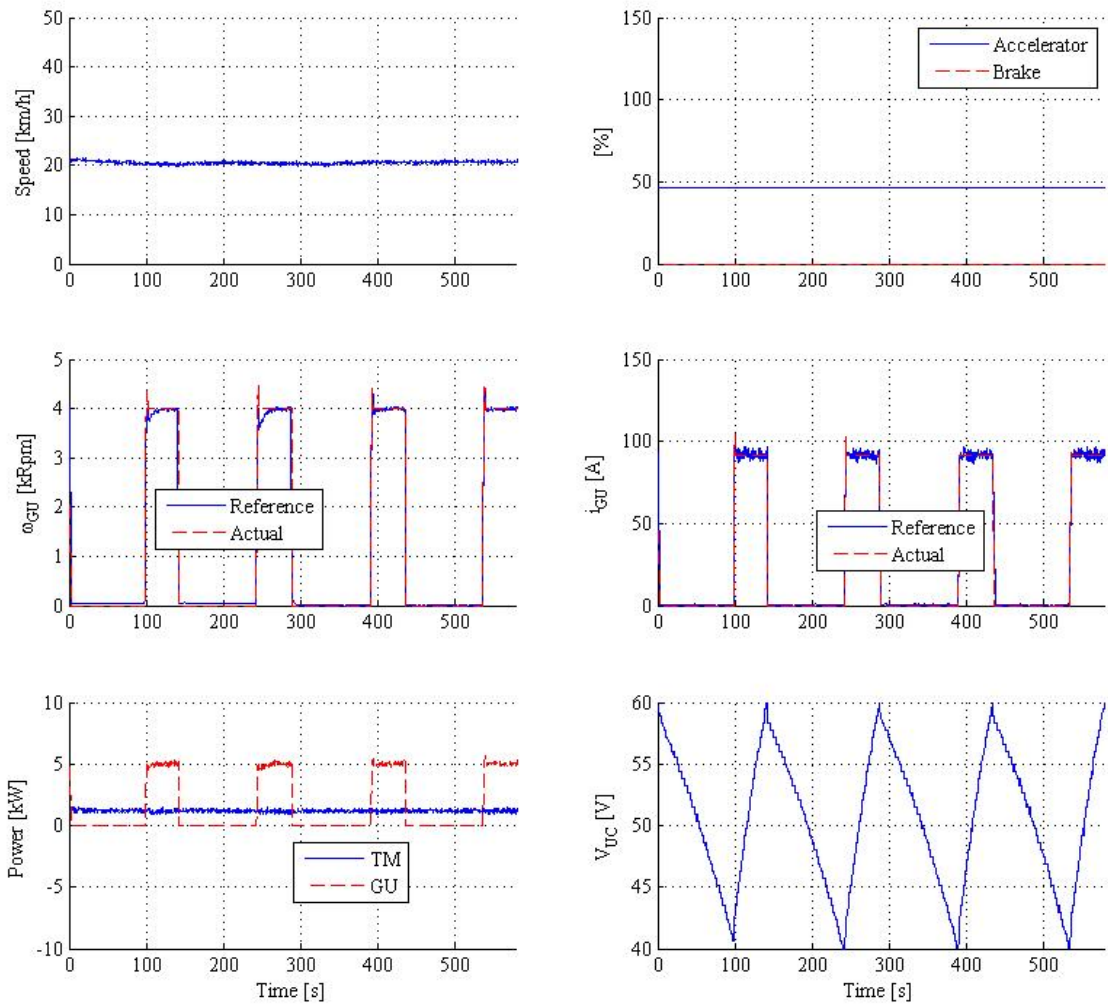 50
40
30
20
10
0
Speed [km/h]
0 100 200 300 400 500
150
100
50
0
[%]
Accelerator
Brake
0 100 200 300 400 500
5
4
3
2
1
0
ω_GU [kRpm]
Reference
Actual
0 100 200 300 400 500
150
100
50
0
i_GU [A]
Reference
Actual
0 100 200 300 400 500
10
5
0
-5
-10
Power [kW]
TM
GU
0 100 200 300 400 500
Time [s]
60
55
50
45
40
V_UC [V]
0 100 200 300 400 500
Time [s]